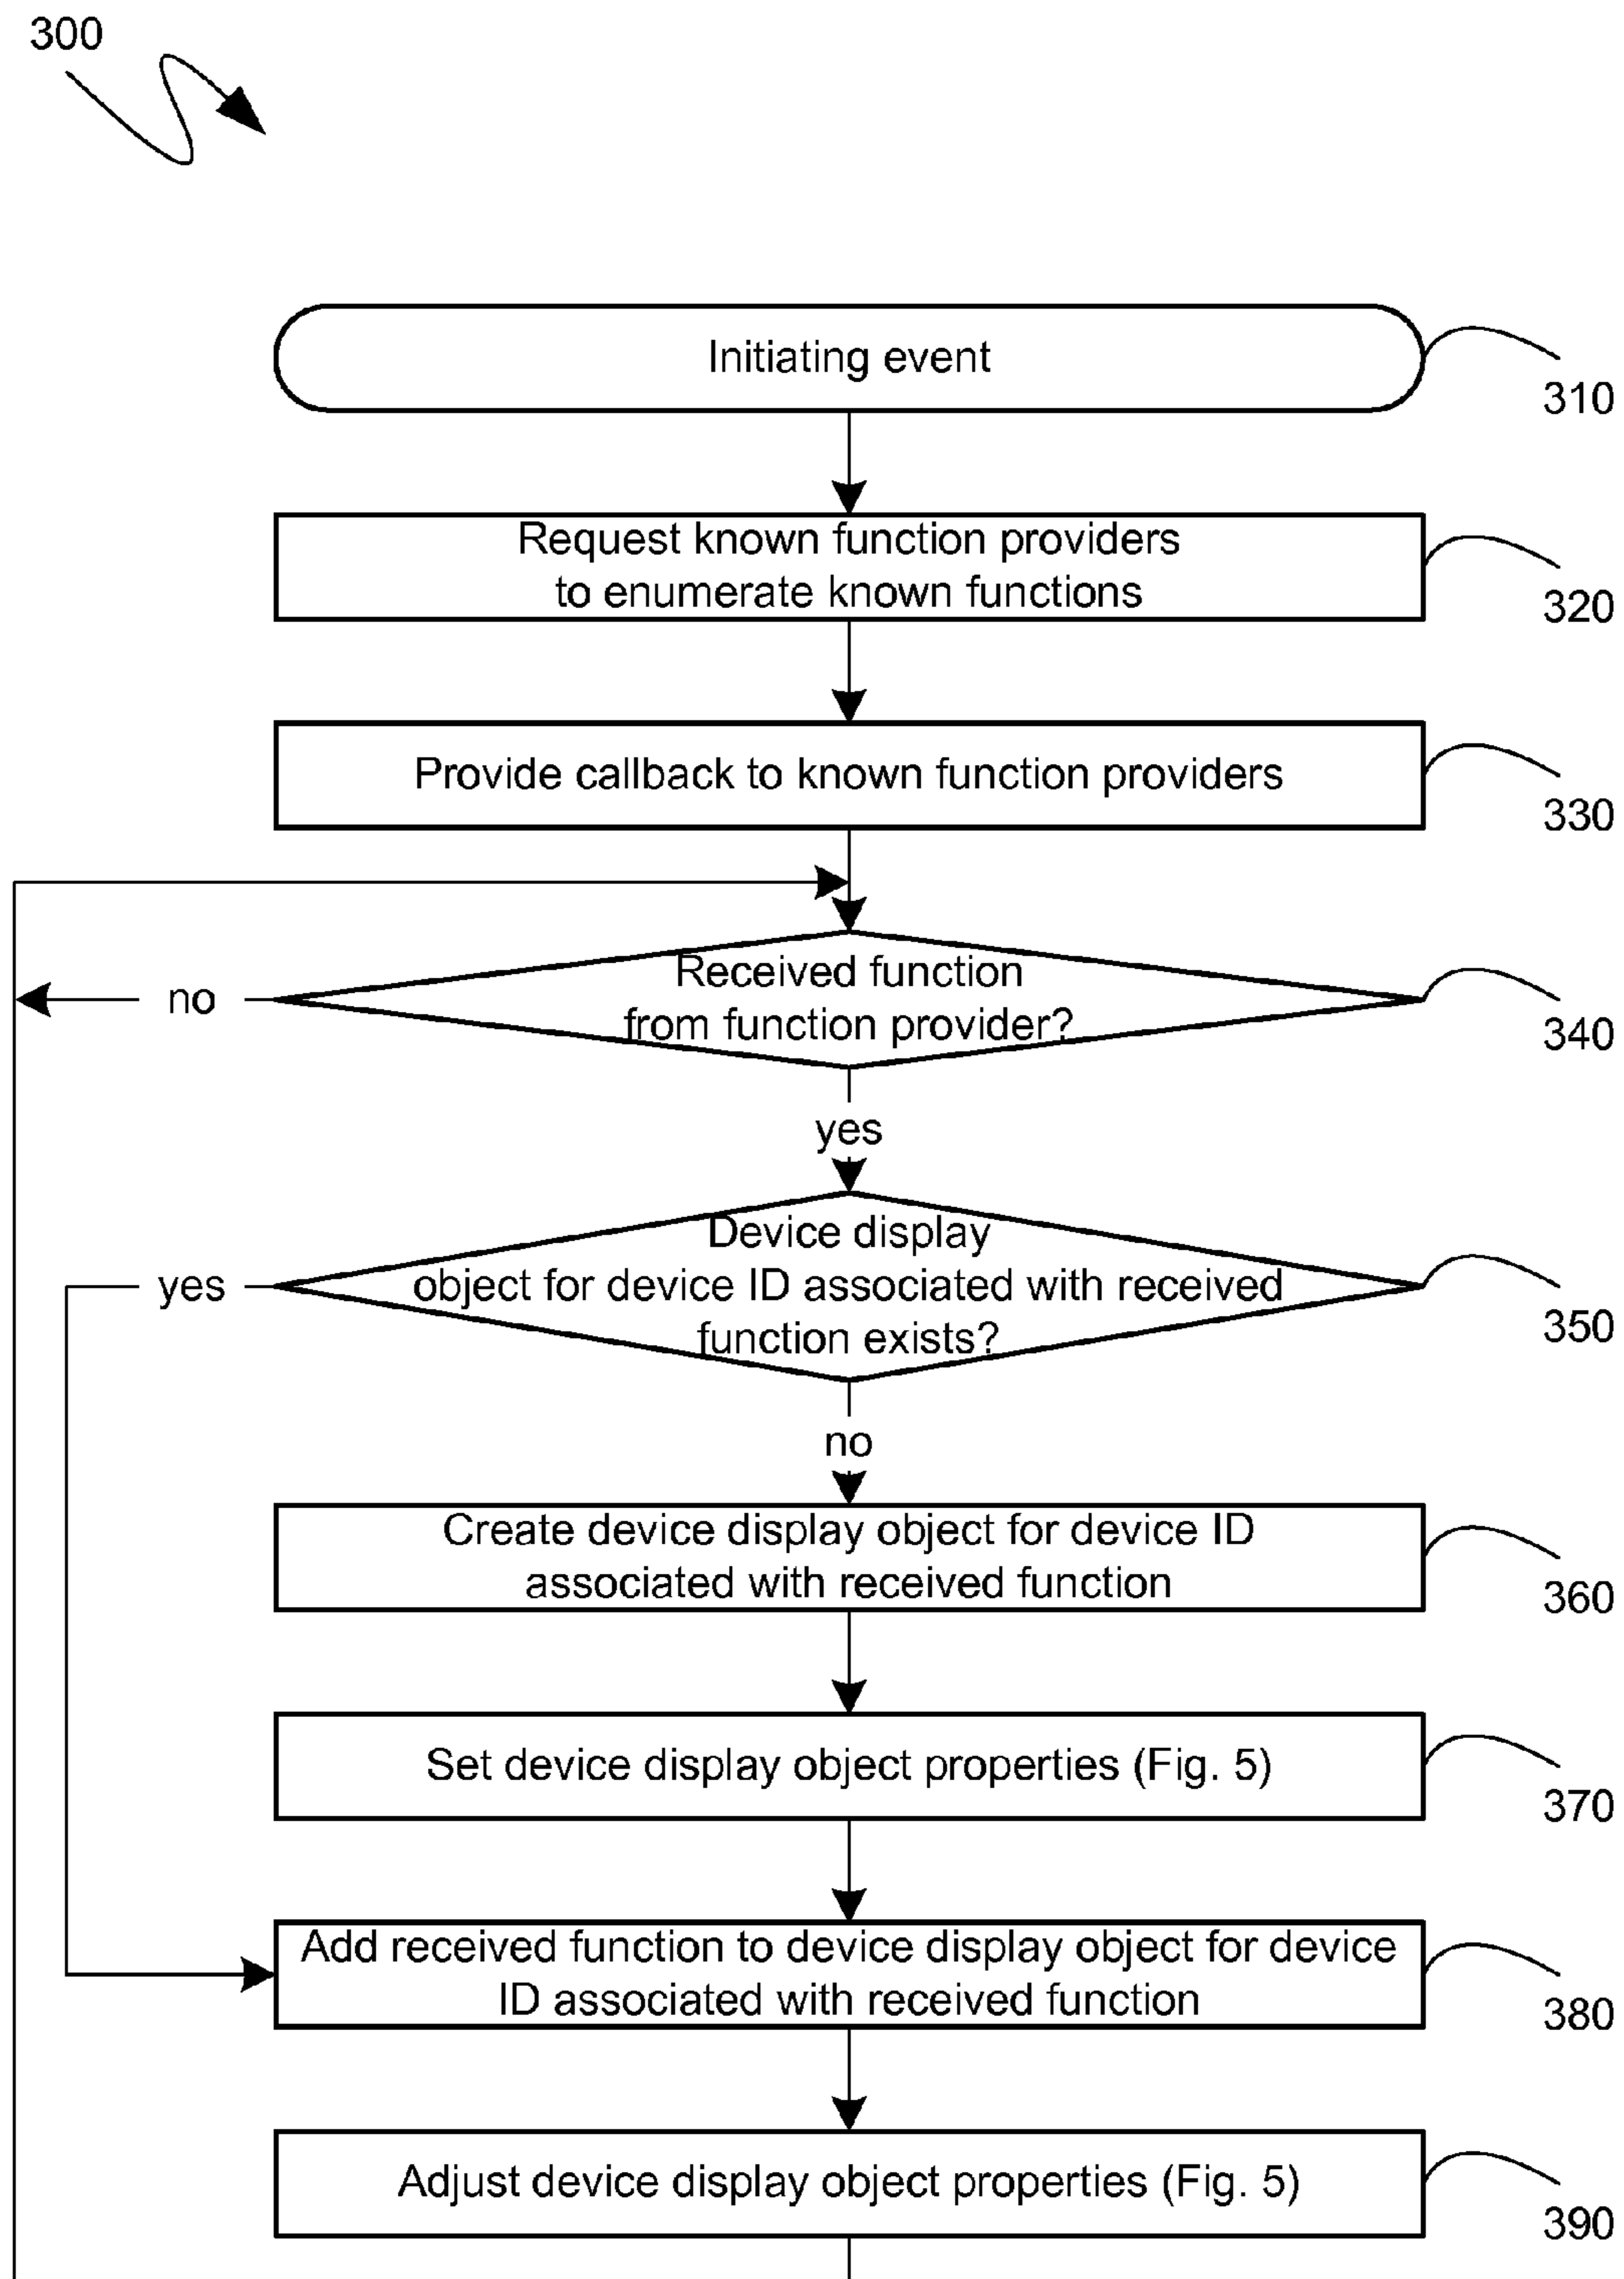 300
Initiating event
310
Request known function providers
to enumerate known functions
320
Provide callback to known function providers
330
Received function
from function provider?
no
340
yes
Device display
object for device ID associated with received
function exists?
yes
350
no
Create device display object for device ID
associated with received function
360
Set device display object properties (Fig. 5)
370
Add received function to device display object for device
ID associated with received function
380
Adjust device display object properties (Fig. 5)
390